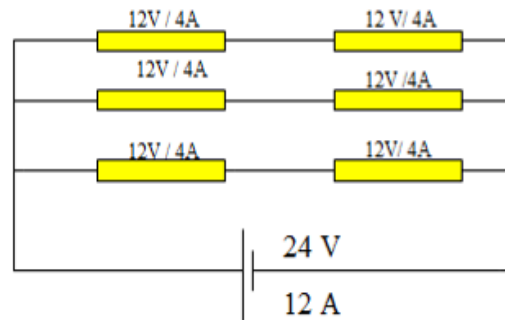 12V / 4A 12 V/ 4A
12V / 4A 12V /4A
12V / 4A 12V/ 4A
24 V
12 A